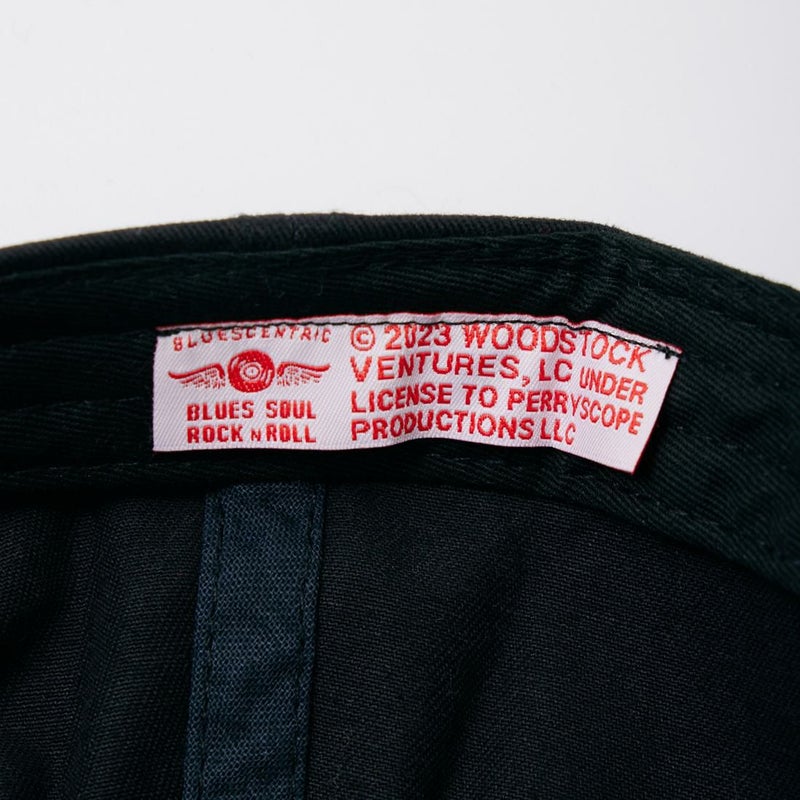 BLUESCENTRIC
BLUES SOUL
ROCK N ROLL
© 2023 WOODSTOCK
VENTURES, LC UNDER
LICENSE TO PERRYSCOPE
PRODUCTIONS LLC